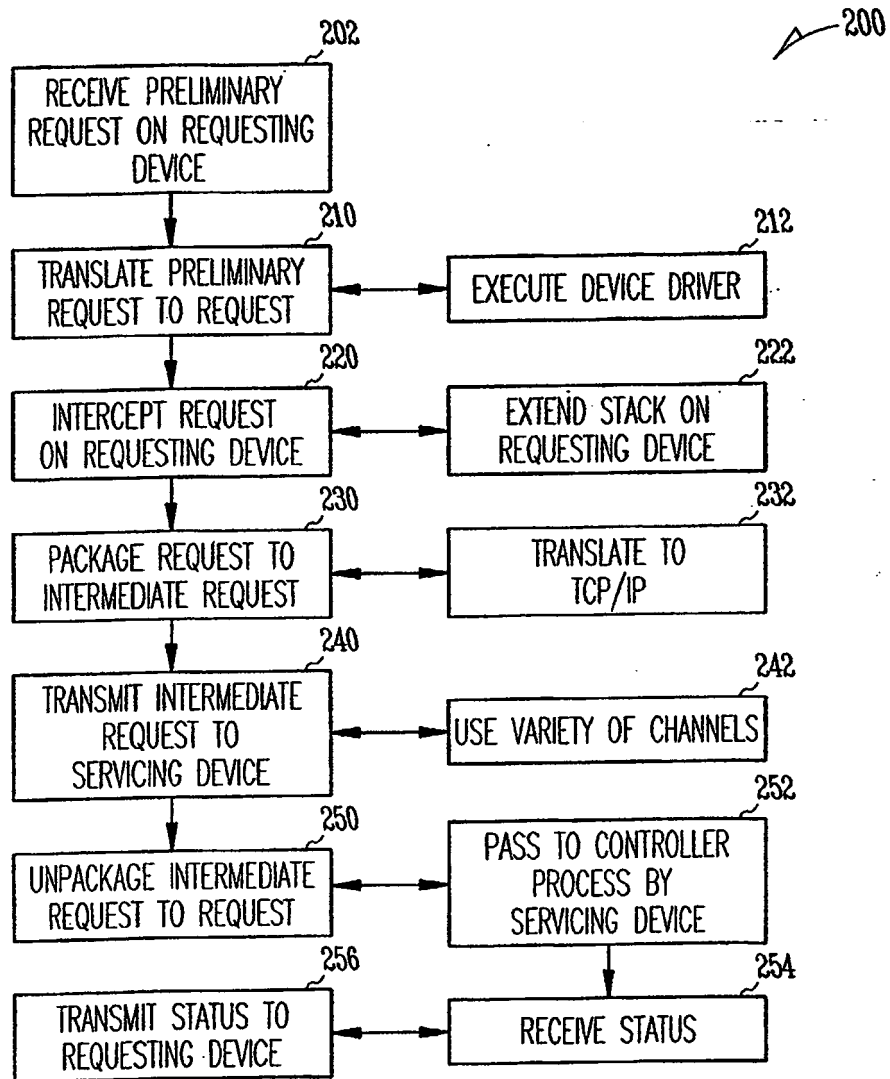 200
202
RECEIVE PRELIMINARY
REQUEST ON REQUESTING
DEVICE
210
TRANSLATE PRELIMINARY
REQUEST TO REQUEST
212
EXECUTE DEVICE DRIVER
220
INTERCEPT REQUEST
ON REQUESTING DEVICE
222
EXTEND STACK ON
REQUESTING DEVICE
230
PACKAGE REQUEST TO
INTERMEDIATE REQUEST
232
TRANSLATE TO
TCP/IP
240
TRANSMIT INTERMEDIATE
REQUEST TO
SERVICING DEVICE
242
USE VARIETY OF CHANNELS
250
UNPACKAGE INTERMEDIATE
REQUEST TO REQUEST
252
PASS TO CONTROLLER
PROCESS BY
SERVICING DEVICE
256
TRANSMIT STATUS TO
REQUESTING DEVICE
254
RECEIVE STATUS